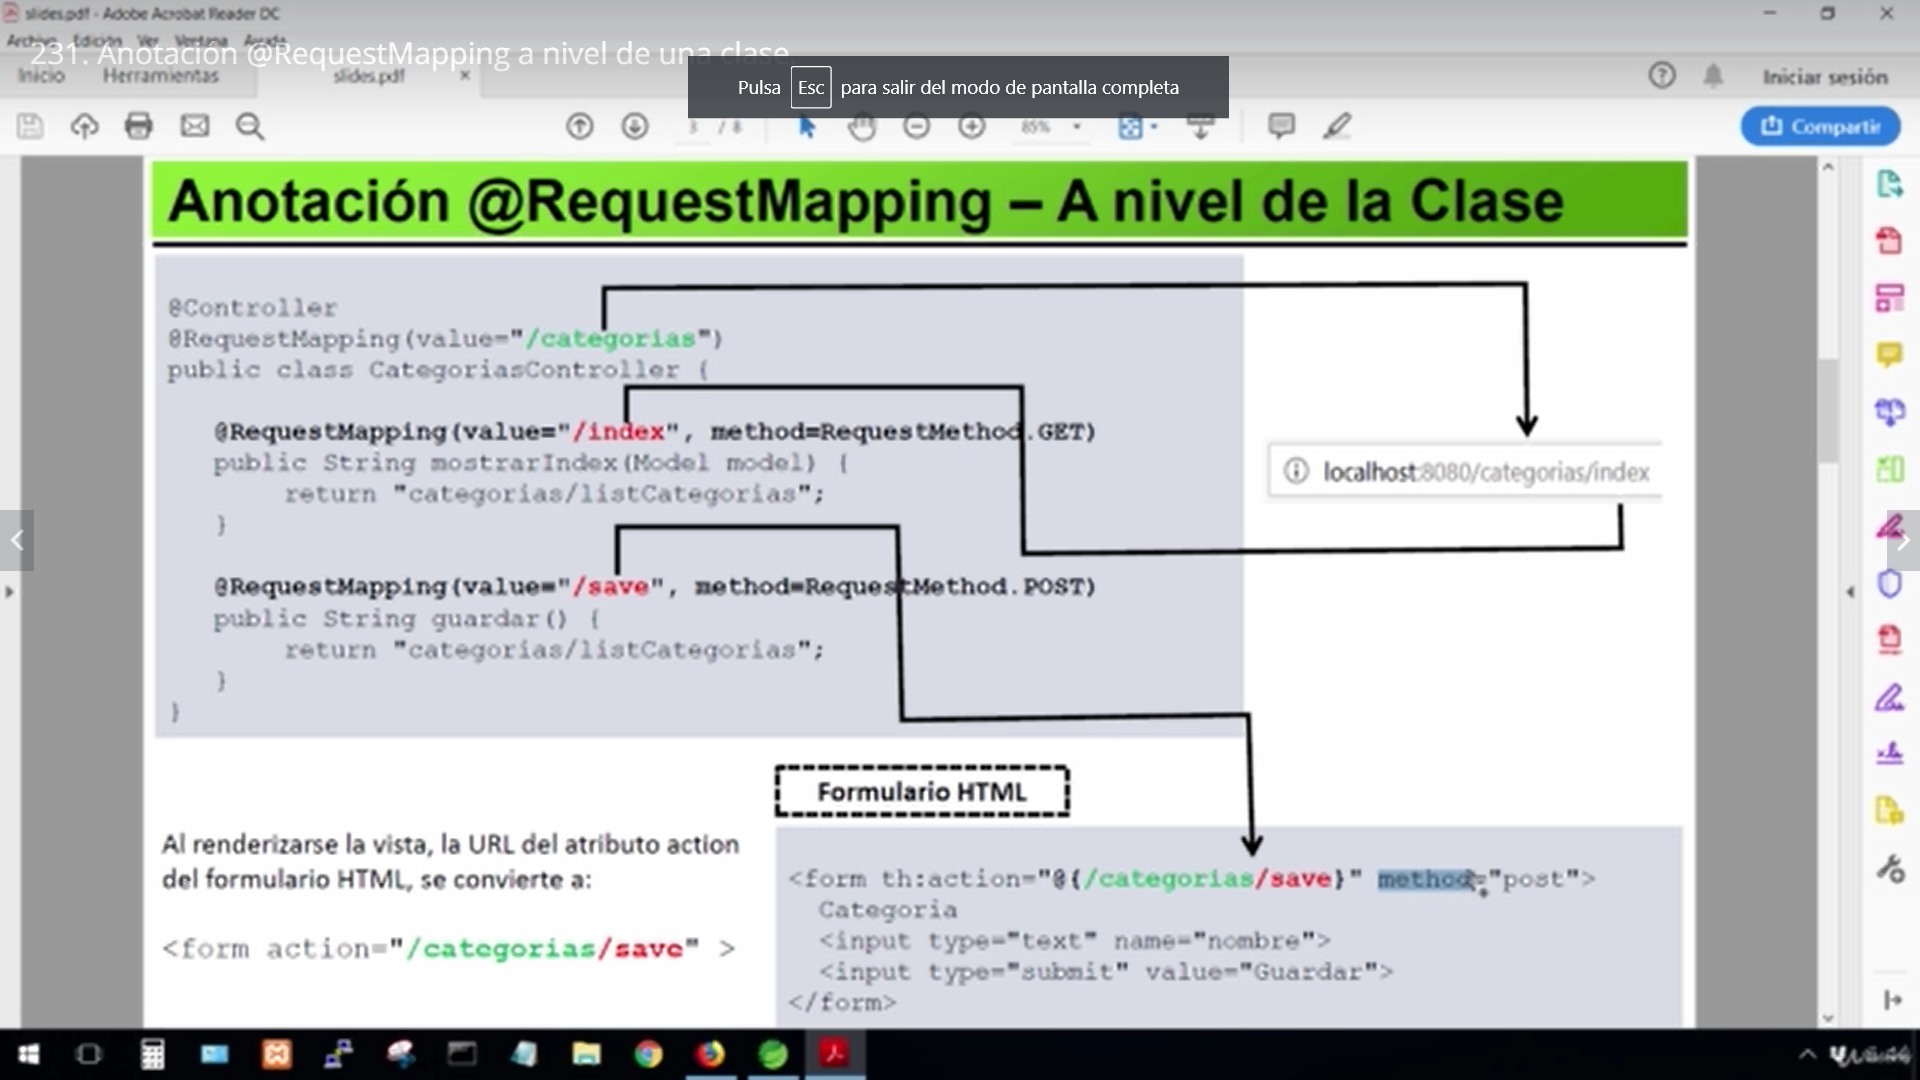 slides.pdf - Adobe Acrobat Reader DC
Archivo Edición Ver Ventana Ayuda
231. Anotación @RequestMapping a nivel de una clase.
Pulsa Esc para salir del modo de pantalla completa
Inicio Herramientas slides.pdf × Iniciar sesión
3 / 8 85% Compartir
Anotación @RequestMapping – A nivel de la Clase
@Controller
@RequestMapping(value="/categorias")
public class CategoriasController {
@RequestMapping(value="/index", method=RequestMethod.GET)
public String mostrarIndex(Model model) {
return "categorias/listCategorias";
}
localhost:8080/categorias/index
@RequestMapping(value="/save", method=RequestMethod.POST)
public String guardar() {
return "categorias/listCategorias";
}
}
Formulario HTML
Al renderizarse la vista, la URL del atributo action
del formulario HTML, se convierte a:
<form action="/categorias/save" >
<form th:action="@{/categorias/save}" method="post">
Categoria
<input type="text" name="nombre">
<input type="submit" value="Guardar">
</form>